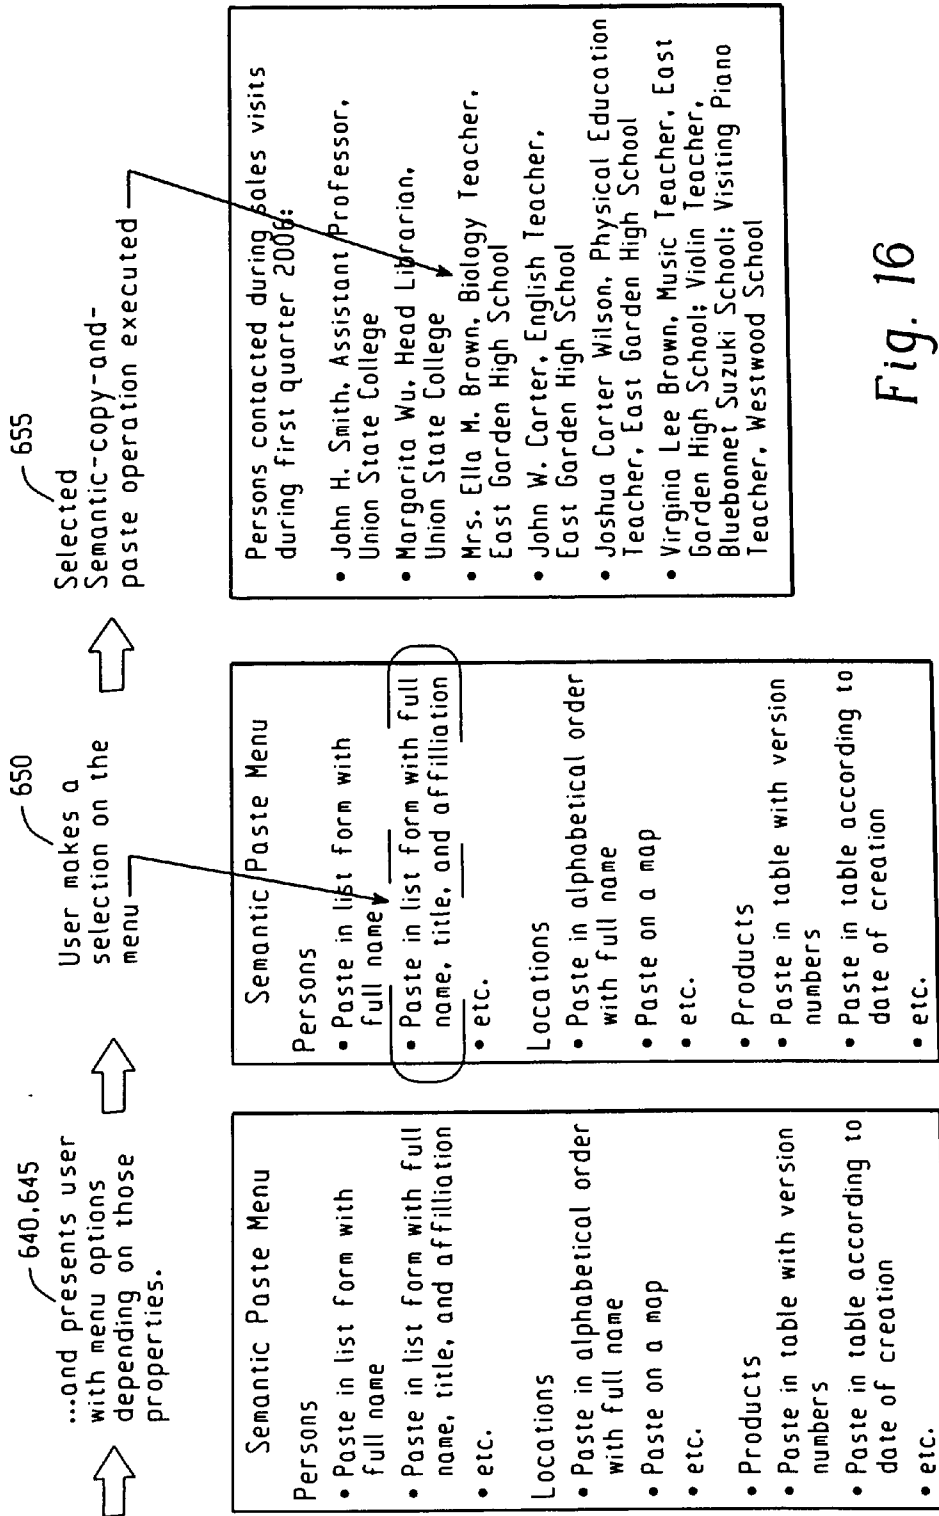 640,645
...and presents user
with menu options
depending on those
properties.
Semantic Paste Menu
Persons
• Paste in list form with
full name
• Paste in list form with full
name, title, and affilliation
• etc.
Locations
• Paste in alphabetical order
with full name
• Paste on a map
• etc.
• Products
• Paste in table with version
numbers
• Paste in table according to
date of creation
• etc.
650
User makes a
selection on the
menu
Semantic Paste Menu
Persons
• Paste in list form with
full name
• Paste in list form with full
name, title, and affilliation
• etc.
Locations
• Paste in alphabetical order
with full name
• Paste on a map
• etc.
• Products
• Paste in table with version
numbers
• Paste in table according to
date of creation
• etc.
655
Selected
Semantic-copy-and-
paste operation executed
Persons contacted during sales visits
during first quarter 2006:
• John H. Smith, Assistant Professor,
Union State College
• Margarita Wu, Head Librarian,
Union State College
• Mrs. Ella M. Brown, Biology Teacher,
East Garden High School
• John W. Carter, English Teacher,
East Garden High School
• Joshua Carter Wilson, Physical Education
Teacher, East Garden High School
• Virginia Lee Brown, Music Teacher, East
Garden High School; Violin Teacher,
Bluebonnet Suzuki School; Visiting Piano
Teacher, Westwood School
Fig. 16